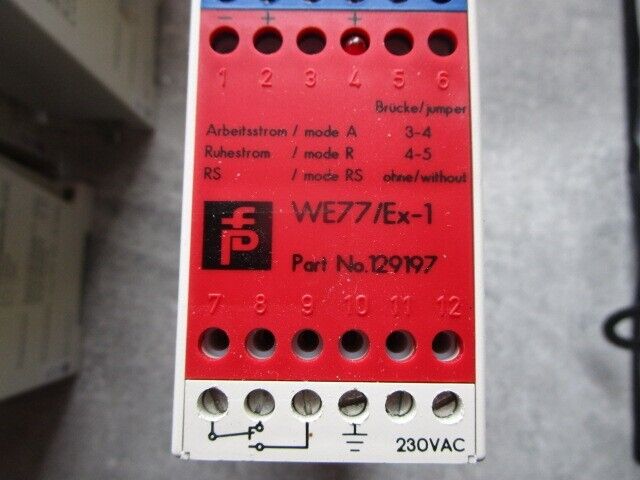 - + +
1 2 3 4 5 6
Brücke/jumper
Arbeitsstrom / mode A 3-4
Ruhestrom / mode R 4-5
RS / mode RS ohne/without
WE77/Ex-1
Part No.129197
7 8 9 10 11 12
230VAC